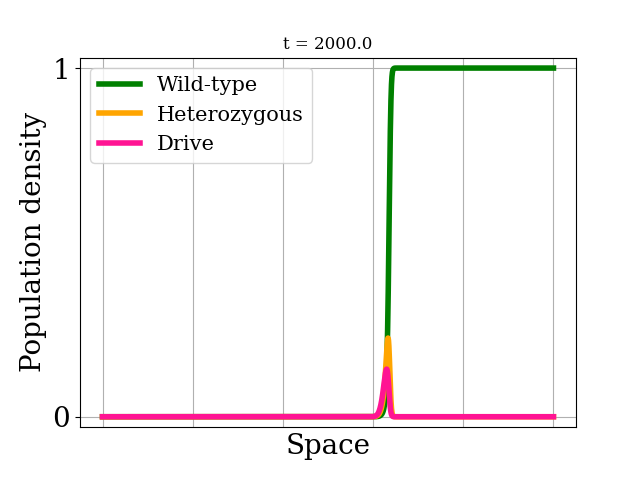 t = 2000.0
1
Wild-type
Heterozygous
Drive
Population density
0
Space